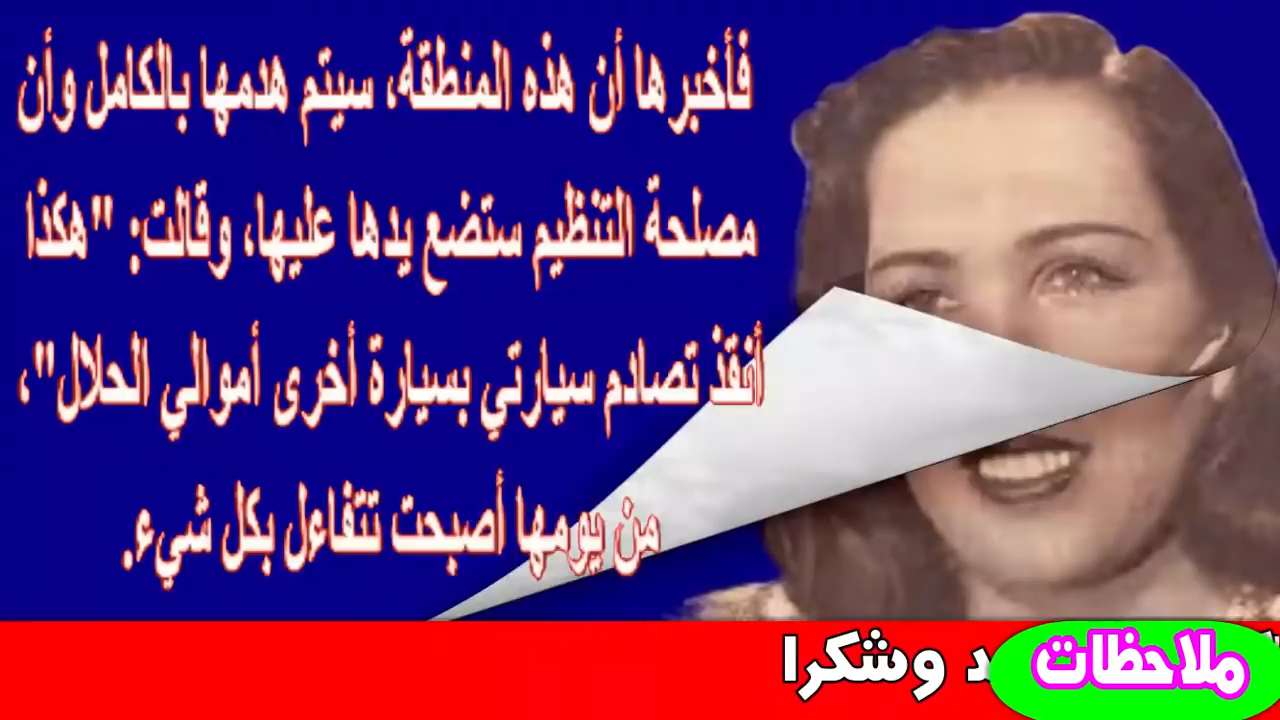 فأخبرها أن هذه المنطقة، سيتم هدمها بالكامل وأن
مصلحة التنظيم ستضع يدها عليها، وقالت: "هكذا
أنقذ تصادم سيارتي بسيارة أخرى أموالي الحلال"،
من يومها أصبحت تتفاءل بكل شيء.
ملاحظات
وشكرا